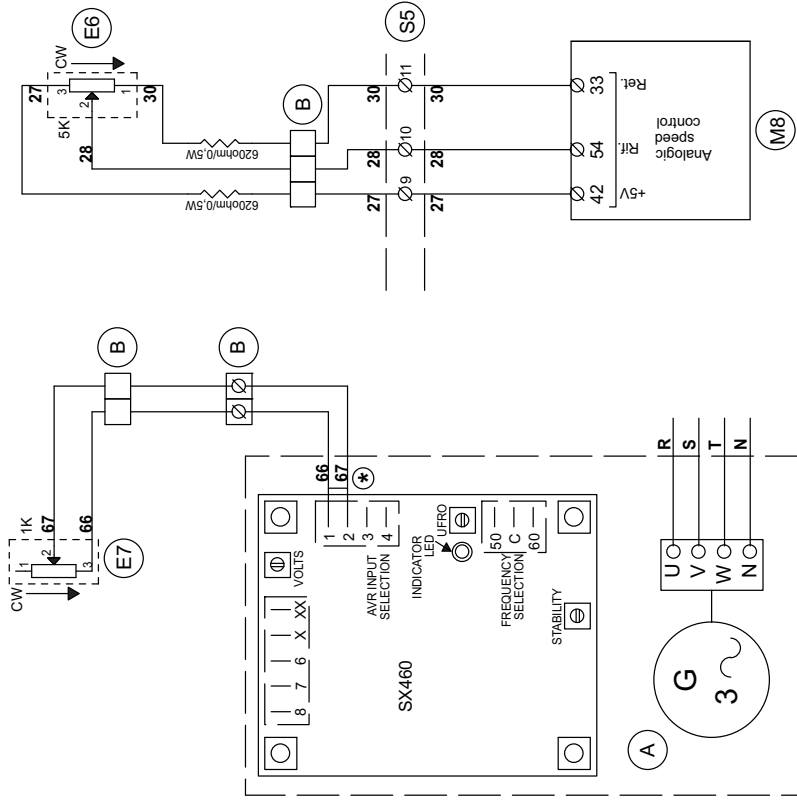 E6
CW
5K
3
2
1
27
28
30
620ohm/0,5W
620ohm/0,5W
B
S5
27
28
30
9
10
11
27
28
30
42
54
33
+5V
Rif.
Ret.
Analogic
speed
control
M8
E7
CW
1K
1
2
3
67
66
B
B
66
67
*
SX460
8
7
6
X
XX
VOLTS
1
2
3
4
AVR INPUT
SELECTION
INDICATOR
LED
UFRO
50
C
60
FREQUENCY
SELECTION
STABILITY
A
G
3
U
V
W
N
R
S
T
N